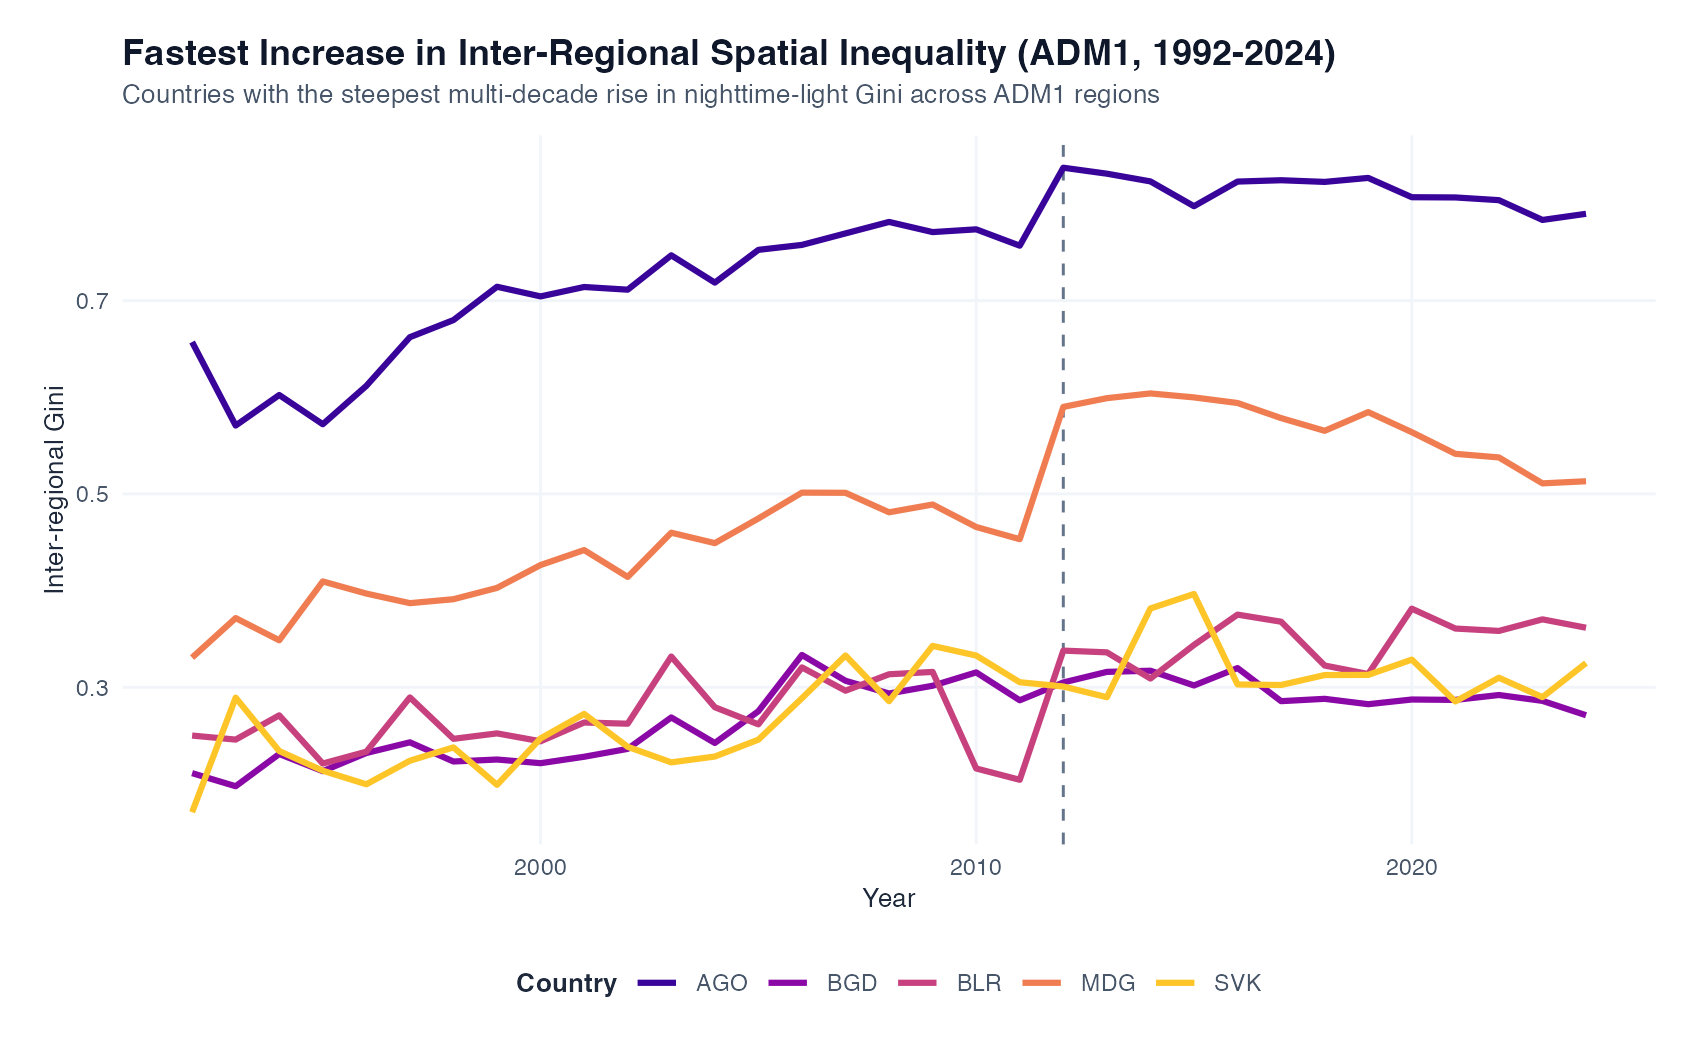 Fastest Increase in Inter-Regional Spatial Inequality (ADM1, 1992-2024)
Countries with the steepest multi-decade rise in nighttime-light Gini across ADM1 regions
Inter-regional Gini
0.7
0.5
0.3
2000 2010 2020
Year
Country AGO BGD BLR MDG SVK